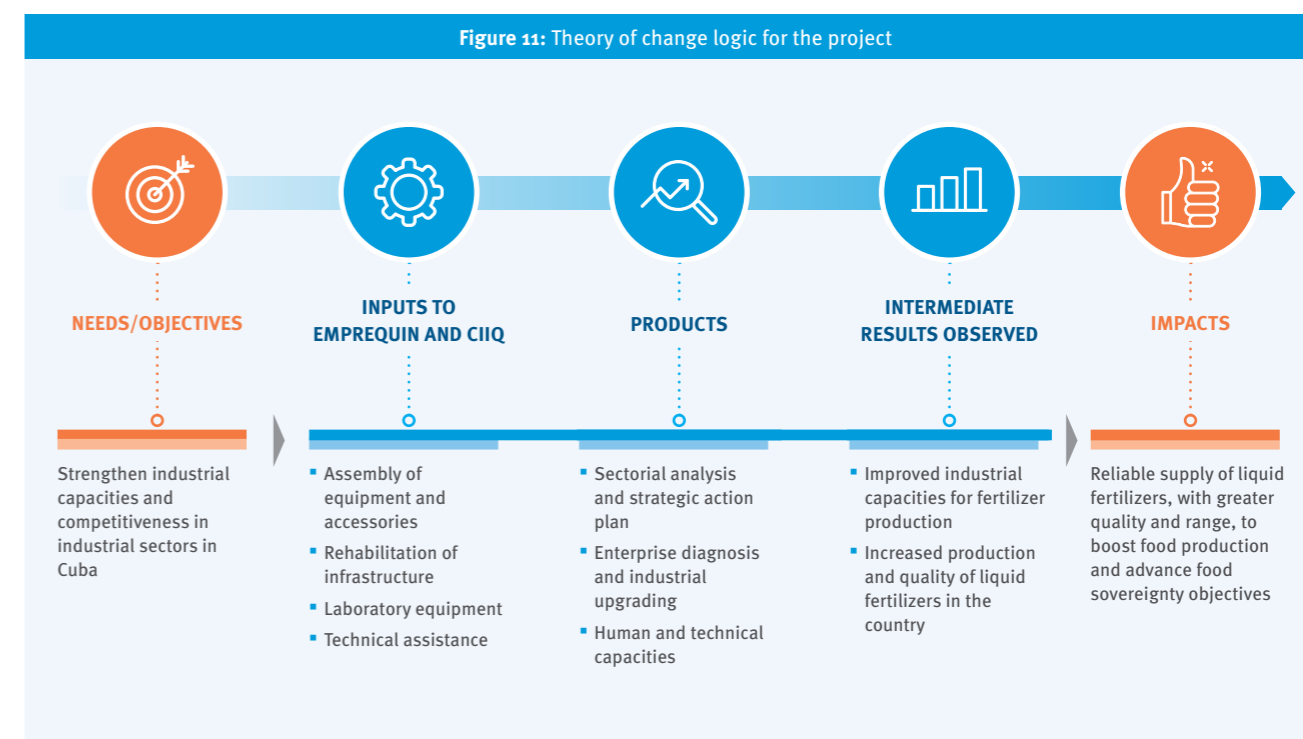 Figure 11: Theory of change logic for the project
NEEDS/OBJECTIVES
Strengthen industrial
capacities and
competitiveness in
industrial sectors in
Cuba
INPUTS TO
EMPREQUIN AND CIIQ
▪ Assembly of
equipment and
accessories
▪ Rehabilitation of
infrastructure
▪ Laboratory equipment
▪ Technical assistance
PRODUCTS
▪ Sectorial analysis
and strategic action
plan
▪ Enterprise diagnosis
and industrial
upgrading
▪ Human and technical
capacities
INTERMEDIATE
RESULTS OBSERVED
▪ Improved industrial
capacities for fertilizer
production
▪ Increased production
and quality of liquid
fertilizers in the
country
IMPACTS
Reliable supply of liquid
fertilizers, with greater
quality and range, to
boost food production
and advance food
sovereignty objectives